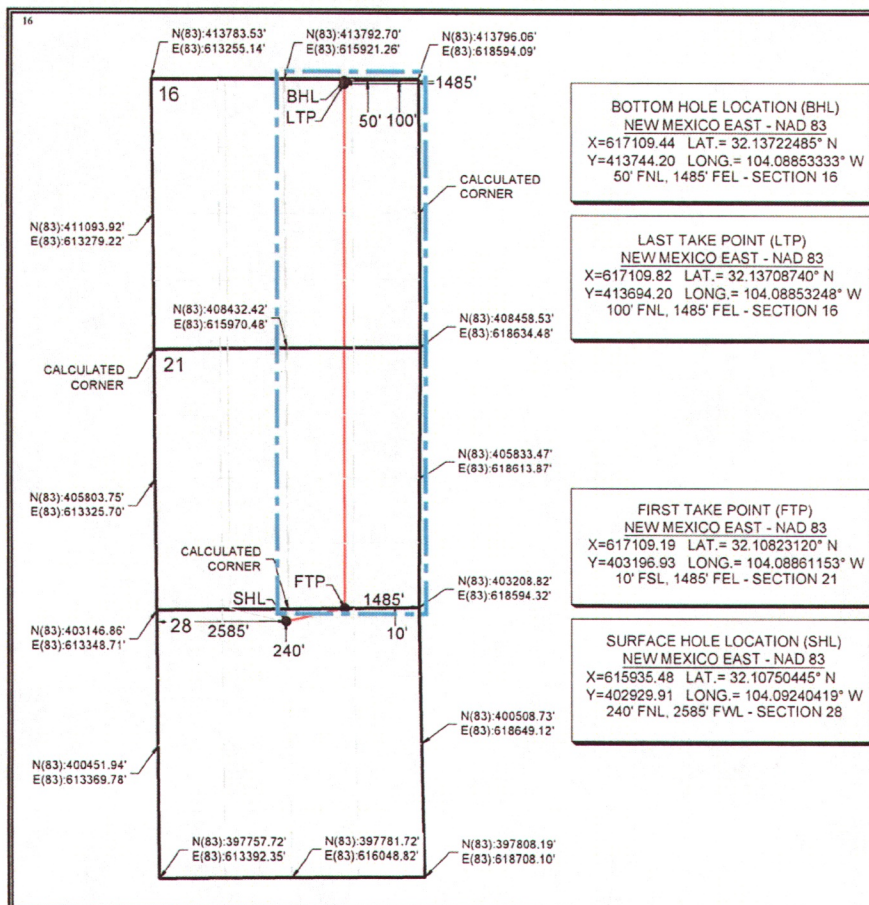 16
N(83):413783.53'
E(83):613255.14'
N(83):413792.70'
E(83):615921.26'
N(83):413796.06'
E(83):618594.09'
16
BHL
LTP
50' 100'
1485'
CALCULATED
CORNER
N(83):411093.92'
E(83):613279.22'
N(83):408432.42'
E(83):615970.48'
N(83):408458.53'
E(83):618634.48'
CALCULATED
CORNER
21
N(83):405833.47'
E(83):618613.87'
N(83):405803.75'
E(83):613325.70'
CALCULATED
CORNER
FTP
SHL
1485'
N(83):403208.82'
E(83):618594.32'
N(83):403146.86'
E(83):613348.71'
28
2585'
240'
10'
N(83):400508.73'
E(83):618649.12'
N(83):400451.94'
E(83):613369.78'
N(83):397757.72'
E(83):613392.35'
N(83):397781.72'
E(83):616048.82'
N(83):397808.19'
E(83):618708.10'
BOTTOM HOLE LOCATION (BHL)
NEW MEXICO EAST - NAD 83
X=617109.44 LAT.= 32.13722485° N
Y=413744.20 LONG.= 104.08853333° W
50' FNL, 1485' FEL - SECTION 16
LAST TAKE POINT (LTP)
NEW MEXICO EAST - NAD 83
X=617109.82 LAT.= 32.13708740° N
Y=413694.20 LONG.= 104.08853248° W
100' FNL, 1485' FEL - SECTION 16
FIRST TAKE POINT (FTP)
NEW MEXICO EAST - NAD 83
X=617109.19 LAT.= 32.10823120° N
Y=403196.93 LONG.= 104.08861153° W
10' FSL, 1485' FEL - SECTION 21
SURFACE HOLE LOCATION (SHL)
NEW MEXICO EAST - NAD 83
X=615935.48 LAT.= 32.10750445° N
Y=402929.91 LONG.= 104.09240419° W
240' FNL, 2585' FWL - SECTION 28